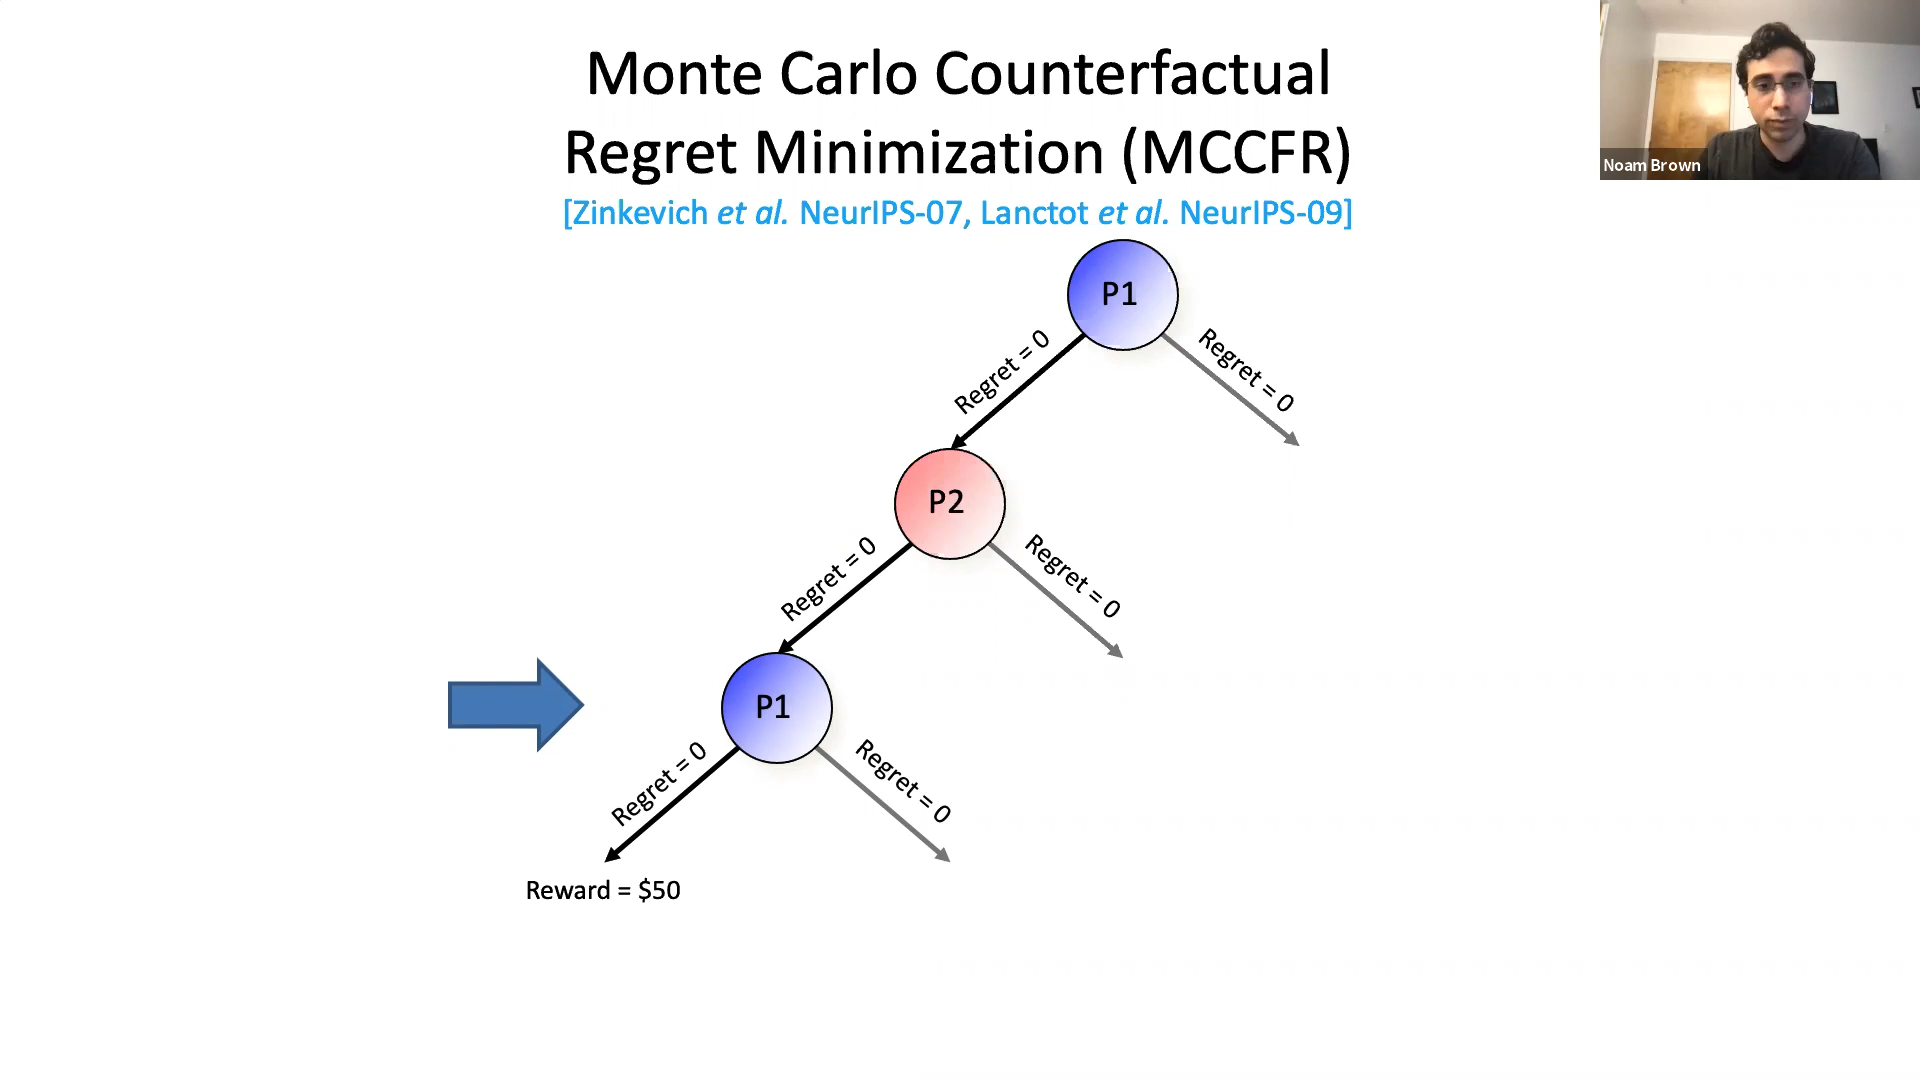 Monte Carlo Counterfactual
Regret Minimization (MCCFR)
[Zinkevich et al. NeurIPS-07, Lanctot et al. NeurIPS-09]
Noam Brown
P1
Regret = 0
Regret = 0
P2
Regret = 0
Regret = 0
P1
Regret = 0
Regret = 0
Reward = $50